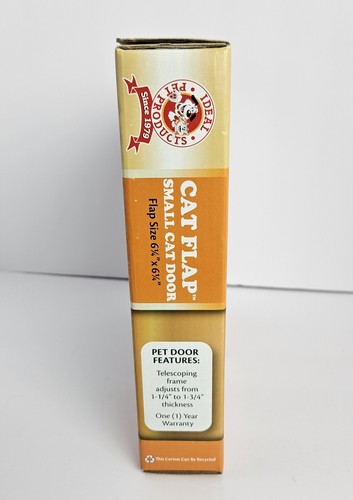 IDEAL
PET PRODUCTS
Since 1979
CAT FLAP™
SMALL CAT DOOR
Flap Size 6¼" x 6¼"
PET DOOR
FEATURES:
Telescoping
frame
adjusts from
1-1/4" to 1-3/4"
thickness
One (1) Year
Warranty
This Carton Can Be Recycled